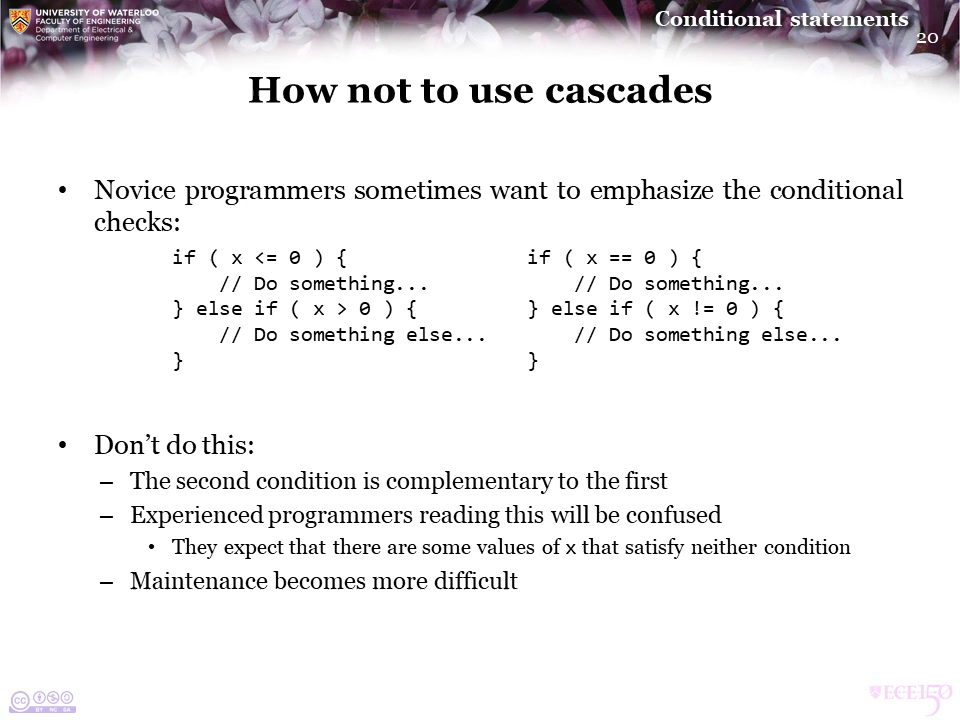 UNIVERSITY OF WATERLOO
FACULTY OF ENGINEERING
Department of Electrical &
Computer Engineering
Conditional statements
20
How not to use cascades
• Novice programmers sometimes want to emphasize the conditional
checks:
if ( x <= 0 ) {
    // Do something...
} else if ( x > 0 ) {
    // Do something else...
}
if ( x == 0 ) {
    // Do something...
} else if ( x != 0 ) {
    // Do something else...
}
• Don’t do this:
– The second condition is complementary to the first
– Experienced programmers reading this will be confused
• They expect that there are some values of x that satisfy neither condition
– Maintenance becomes more difficult
cc
BY NC SA
ECE150